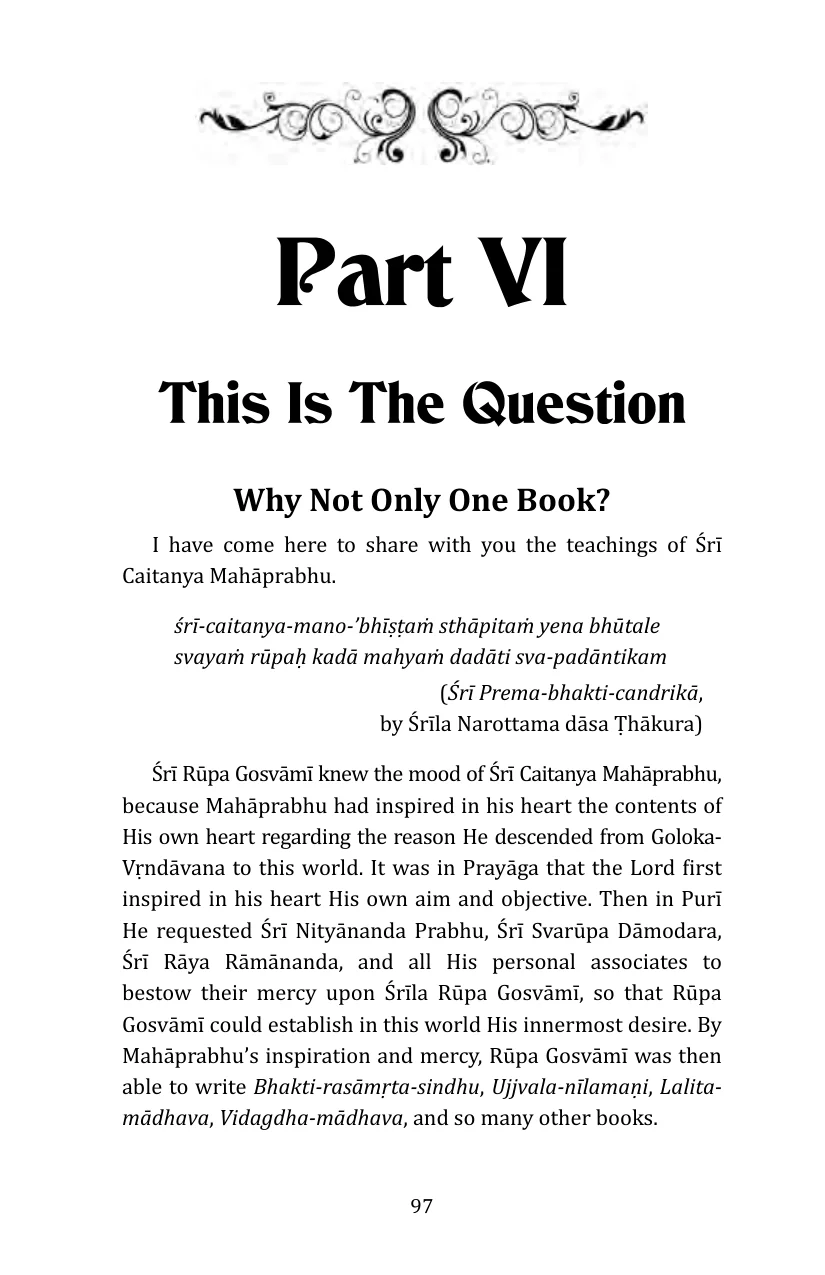 Part VI
This Is The Question
Why Not Only One Book?
I have come here to share with you the teachings of Śrī
Caitanya Mahāprabhu.
śrī-caitanya-mano-’bhīṣṭaṁ sthāpitaṁ yena bhūtale
svayaṁ rūpaḥ kadā mahyaṁ dadāti sva-padāntikam
(Śrī Prema-bhakti-candrikā,
by Śrīla Narottama dāsa Ṭhākura)
Śrī Rūpa Gosvāmī knew the mood of Śrī Caitanya Mahāprabhu,
because Mahāprabhu had inspired in his heart the contents of
His own heart regarding the reason He descended from Goloka-
Vṛndāvana to this world. It was in Prayāga that the Lord first
inspired in his heart His own aim and objective. Then in Purī
He requested Śrī Nityānanda Prabhu, Śrī Svarūpa Dāmodara,
Śrī Rāya Rāmānanda, and all His personal associates to
bestow their mercy upon Śrīla Rūpa Gosvāmī, so that Rūpa
Gosvāmī could establish in this world His innermost desire. By
Mahāprabhu’s inspiration and mercy, Rūpa Gosvāmī was then
able to write Bhakti-rasāmṛta-sindhu, Ujjvala-nīlamaṇi, Lalita-
mādhava, Vidagdha-mādhava, and so many other books.
97